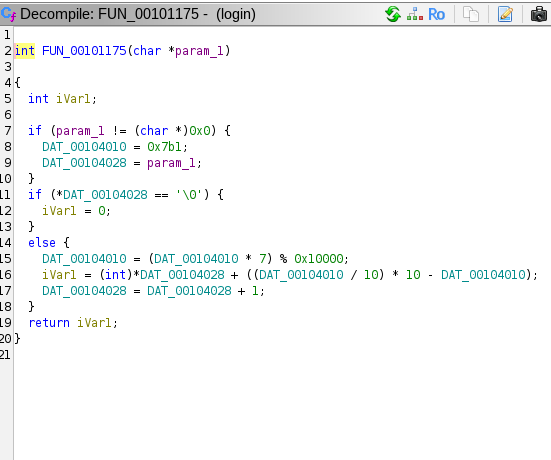 Decompile: FUN_00101175 - (login)
Ro
1
2 int FUN_00101175(char *param_1)
3
4 {
5 int iVar1;
6
7 if (param_1 != (char *)0x0) {
8 DAT_00104010 = 0x7b1;
9 DAT_00104028 = param_1;
10 }
11 if (*DAT_00104028 == '\0') {
12 iVar1 = 0;
13 }
14 else {
15 DAT_00104010 = (DAT_00104010 * 7) % 0x10000;
16 iVar1 = (int)*DAT_00104028 + ((DAT_00104010 / 10) * 10 - DAT_00104010);
17 DAT_00104028 = DAT_00104028 + 1;
18 }
19 return iVar1;
20 }
21